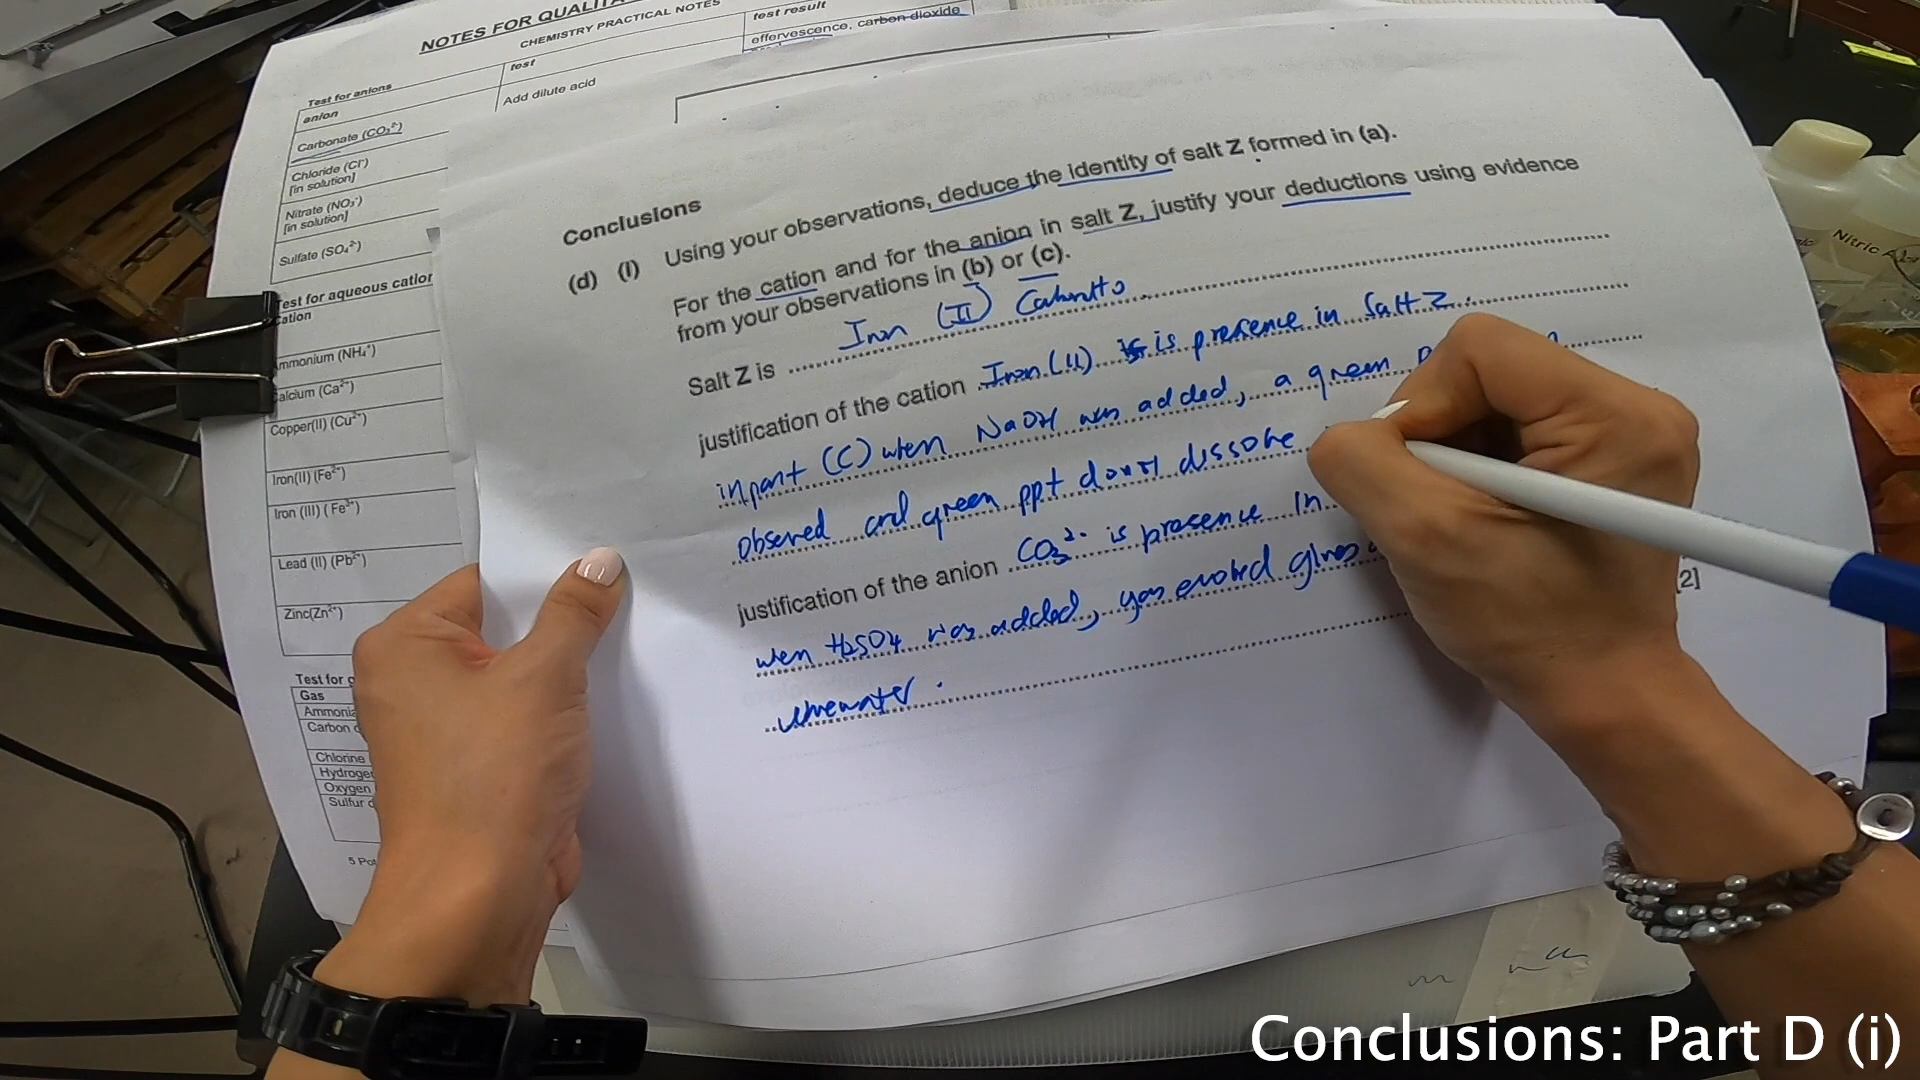 NOTES FOR QUALITA
CHEMISTRY PRACTICAL NOTES
Test for anions
anion
test
test result
Carbonate (CO₃²⁻)
Add dilute acid
effervescence, carbon dioxide
Chloride (Cl⁻)
[in solution]
Nitrate (NO₃⁻)
[in solution]
Sulfate (SO₄²⁻)
Test for aqueous cation
cation
Ammonium (NH₄⁺)
Calcium (Ca²⁺)
Copper(II) (Cu²⁺)
Iron(II) (Fe²⁺)
Iron (III) ( Fe³⁺)
Lead (II) (Pb²⁺)
Zinc(Zn²⁺)
Test for g
Gas
Ammonia
Carbon d
Chlorine
Hydroge
Oxygen
Sulfur d
5 Po
Conclusions
(d) (i) Using your observations, deduce the identity of salt Z formed in (a).
For the cation and for the anion in salt Z, justify your deductions using evidence
from your observations in (b) or (c).
Salt Z is Iron (II)
justification of the cation Iron (II) is presence in Salt Z.
in part (C) when NaOH was added, a green
observed and green ppt doesn't dissolve
justification of the anion CO₃²⁻ is presence in
when H₂SO4 was added, gas evolved gives
limewater.
[2]
Nitric A
Conclusions: Part D (i)